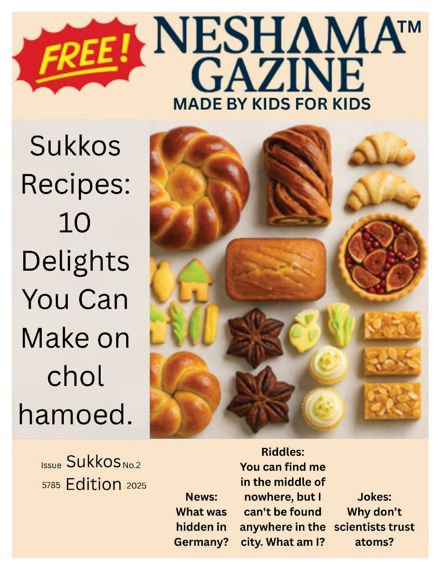 FREE!
NESHAMA™
GAZINE
MADE BY KIDS FOR KIDS
Sukkos
Recipes:
10
Delights
You Can
Make on
chol
hamoed.
Issue Sukkos No.2
5785 Edition 2025
News:
What was
hidden in
Germany?
Riddles:
You can find me
in the middle of
nowhere, but I
can't be found
anywhere in the
city. What am I?
Jokes:
Why don't
scientists trust
atoms?